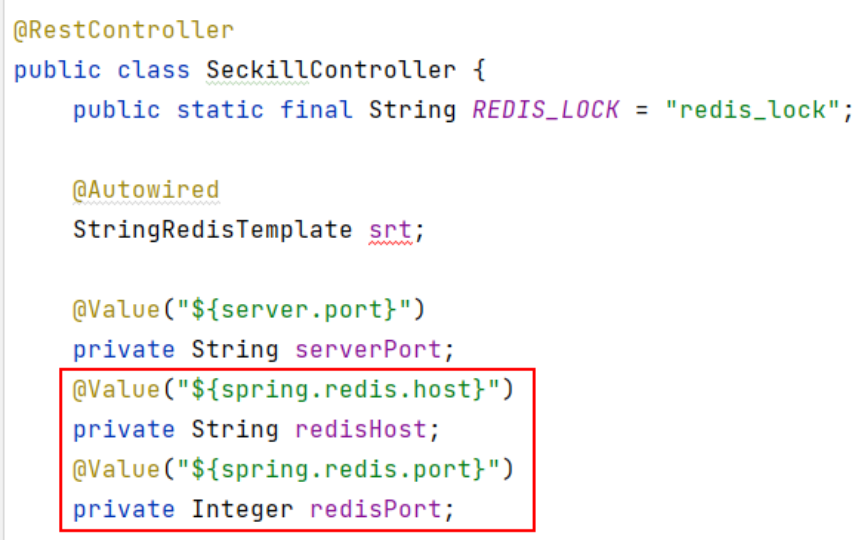 @RestController
public class SeckillController {
    public static final String REDIS_LOCK = "redis_lock";
    @Autowired
    StringRedisTemplate srt;
    @Value("${server.port}")
    private String serverPort;
    @Value("${spring.redis.host}")
    private String redisHost;
    @Value("${spring.redis.port}")
    private Integer redisPort;